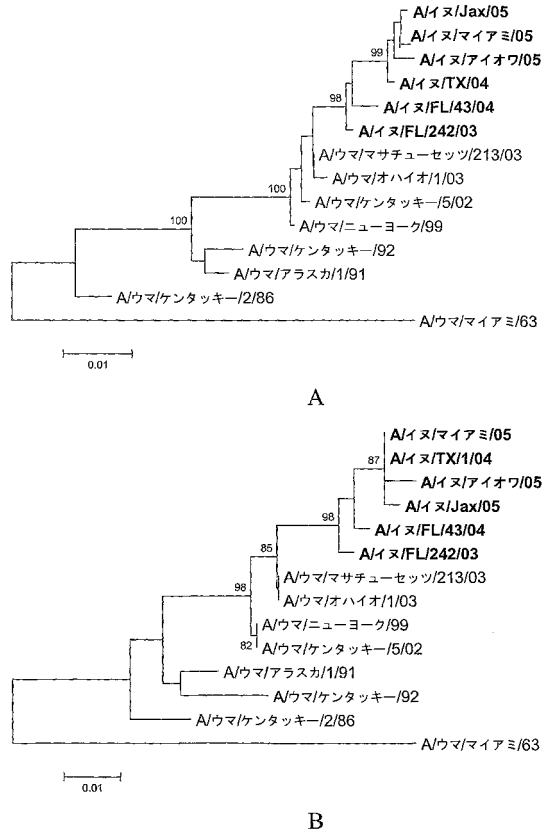 A/イヌ/Jax/05
A/イヌ/マイアミ/05
99
A/イヌ/アイオワ/05
A/イヌ/TX/04
98
A/イヌ/FL/43/04
A/イヌ/FL/242/03
A/ウマ/マサチューセッツ/213/03
A/ウマ/オハイオ/1/03
100
A/ウマ/ケンタッキー/5/02
A/ウマ/ニューヨーク/99
100
A/ウマ/ケンタッキー/92
A/ウマ/アラスカ/1/91
A/ウマ/ケンタッキー/2/86
A/ウマ/マイアミ/63
0.01
A
A/イヌ/マイアミ/05
87
A/イヌ/TX/1/04
A/イヌ/アイオワ/05
A/イヌ/Jax/05
98
A/イヌ/FL/43/04
A/イヌ/FL/242/03
85
A/ウマ/マサチューセッツ/213/03
A/ウマ/オハイオ/1/03
98
A/ウマ/ニューヨーク/99
82
A/ウマ/ケンタッキー/5/02
A/ウマ/アラスカ/1/91
A/ウマ/ケンタッキー/92
A/ウマ/ケンタッキー/2/86
A/ウマ/マイアミ/63
0.01
B